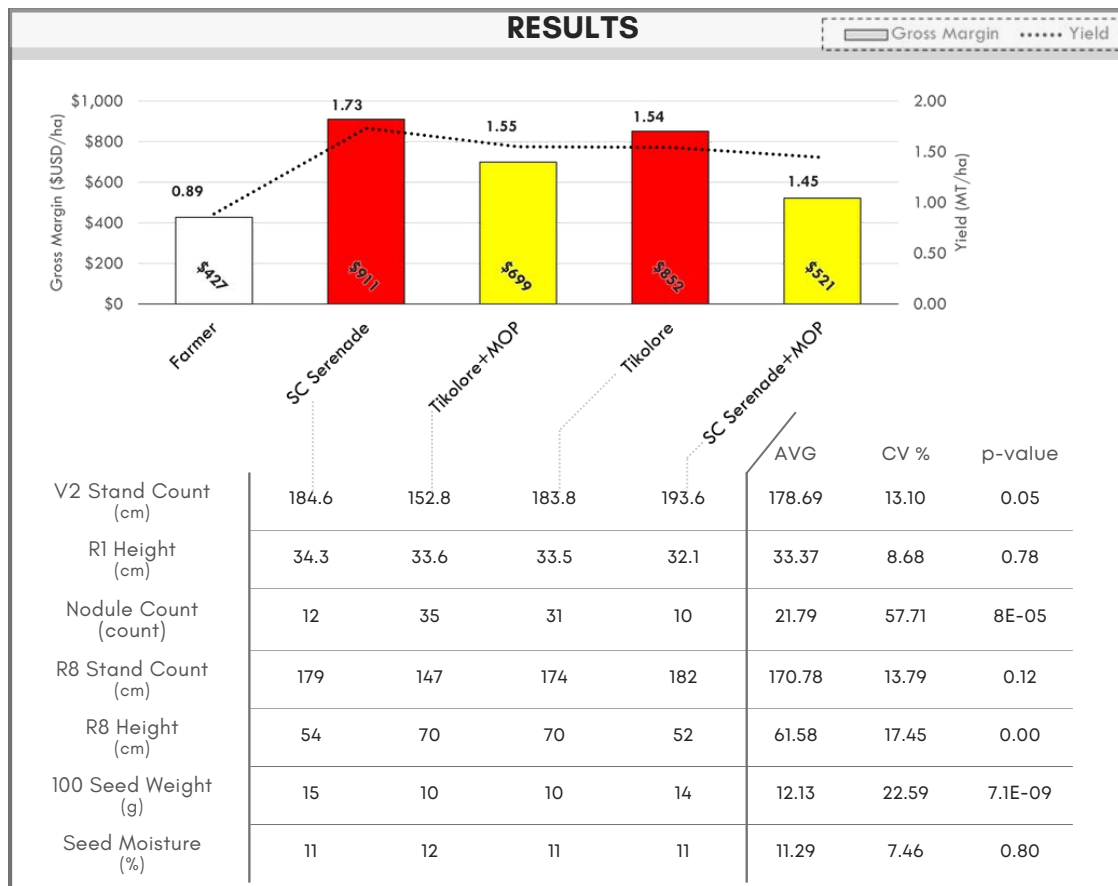 RESULTS
Gross Margin Yield
$1,000
$800
$600
$400
$200
$0
Gross Margin ($USD/ha)
2.00
1.50
1.00
0.50
0.00
Yield (MT/ha)
0.89
1.73
1.55
1.54
1.45
$427
$911
$699
$852
$521
Farmer
SC Serenade
Tikolore+MOP
Tikolore
SC Serenade+MOP
AVG CV % p-value
V2 Stand Count
(cm)
184.6 152.8 183.8 193.6 178.69 13.10 0.05
R1 Height
(cm)
34.3 33.6 33.5 32.1 33.37 8.68 0.78
Nodule Count
(count)
12 35 31 10 21.79 57.71 8E-05
R8 Stand Count
(cm)
179 147 174 182 170.78 13.79 0.12
R8 Height
(cm)
54 70 70 52 61.58 17.45 0.00
100 Seed Weight
(g)
15 10 10 14 12.13 22.59 7.1E-09
Seed Moisture
(%)
11 12 11 11 11.29 7.46 0.80